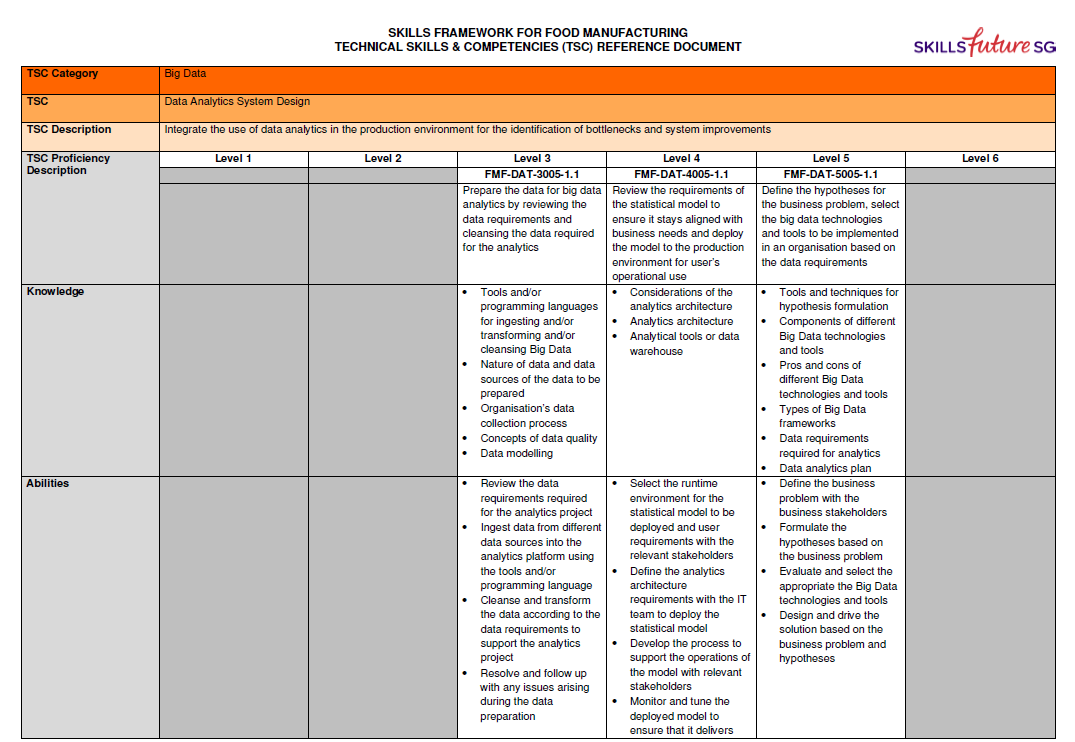 SKILLS FRAMEWORK FOR FOOD MANUFACTURING
TECHNICAL SKILLS & COMPETENCIES (TSC) REFERENCE DOCUMENT
SKILLSfuture SG
TSC Category
Big Data
TSC
Data Analytics System Design
TSC Description
Integrate the use of data analytics in the production environment for the identification of bottlenecks and system improvements
TSC Proficiency
Description
Level 1
Level 2
Level 3
Level 4
Level 5
Level 6
FMF-DAT-3005-1.1
FMF-DAT-4005-1.1
FMF-DAT-5005-1.1
Prepare the data for big data
analytics by reviewing the
data requirements and
cleansing the data required
for the analytics
Review the requirements of
the statistical model to
ensure it stays aligned with
business needs and deploy
the model to the production
environment for user's
operational use
Define the hypotheses for
the business problem, select
the big data technologies
and tools to be implemented
in an organisation based on
the data requirements
Knowledge
• Tools and/or
programming languages
for ingesting and/or
transforming and/or
cleansing Big Data
• Nature of data and data
sources of the data to be
prepared
• Organisation's data
collection process
• Concepts of data quality
• Data modelling
• Considerations of the
analytics architecture
• Analytics architecture
• Analytical tools or data
warehouse
• Tools and techniques for
hypothesis formulation
• Components of different
Big Data technologies
and tools
• Pros and cons of
different Big Data
technologies and tools
• Types of Big Data
frameworks
• Data requirements
required for analytics
• Data analytics plan
Abilities
• Review the data
requirements required
for the analytics project
• Ingest data from different
data sources into the
analytics platform using
the tools and/or
programming language
• Cleanse and transform
the data according to the
data requirements to
support the analytics
project
• Resolve and follow up
with any issues arising
during the data
preparation
• Select the runtime
environment for the
statistical model to be
deployed and user
requirements with the
relevant stakeholders
• Define the analytics
architecture
requirements with the IT
team to deploy the
statistical model
• Develop the process to
support the operations of
the model with relevant
stakeholders
• Monitor and tune the
deployed model to
ensure that it delivers
• Define the business
problem with the
business stakeholders
• Formulate the
hypotheses based on
the business problem
• Evaluate and select the
appropriate the Big Data
technologies and tools
• Design and drive the
solution based on the
business problem and
hypotheses